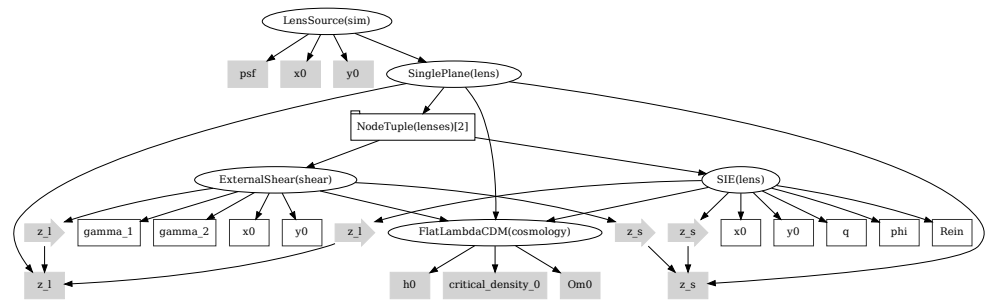 LensSource(sim)
psf
x0
y0
SinglePlane(lens)
NodeTuple(lenses)[2]
ExternalShear(shear)
SIE(lens)
z_l
gamma_1
gamma_2
x0
y0
z_l
FlatLambdaCDM(cosmology)
z_s
z_s
x0
y0
q
phi
Rein
z_l
h0
critical_density_0
Om0
z_s